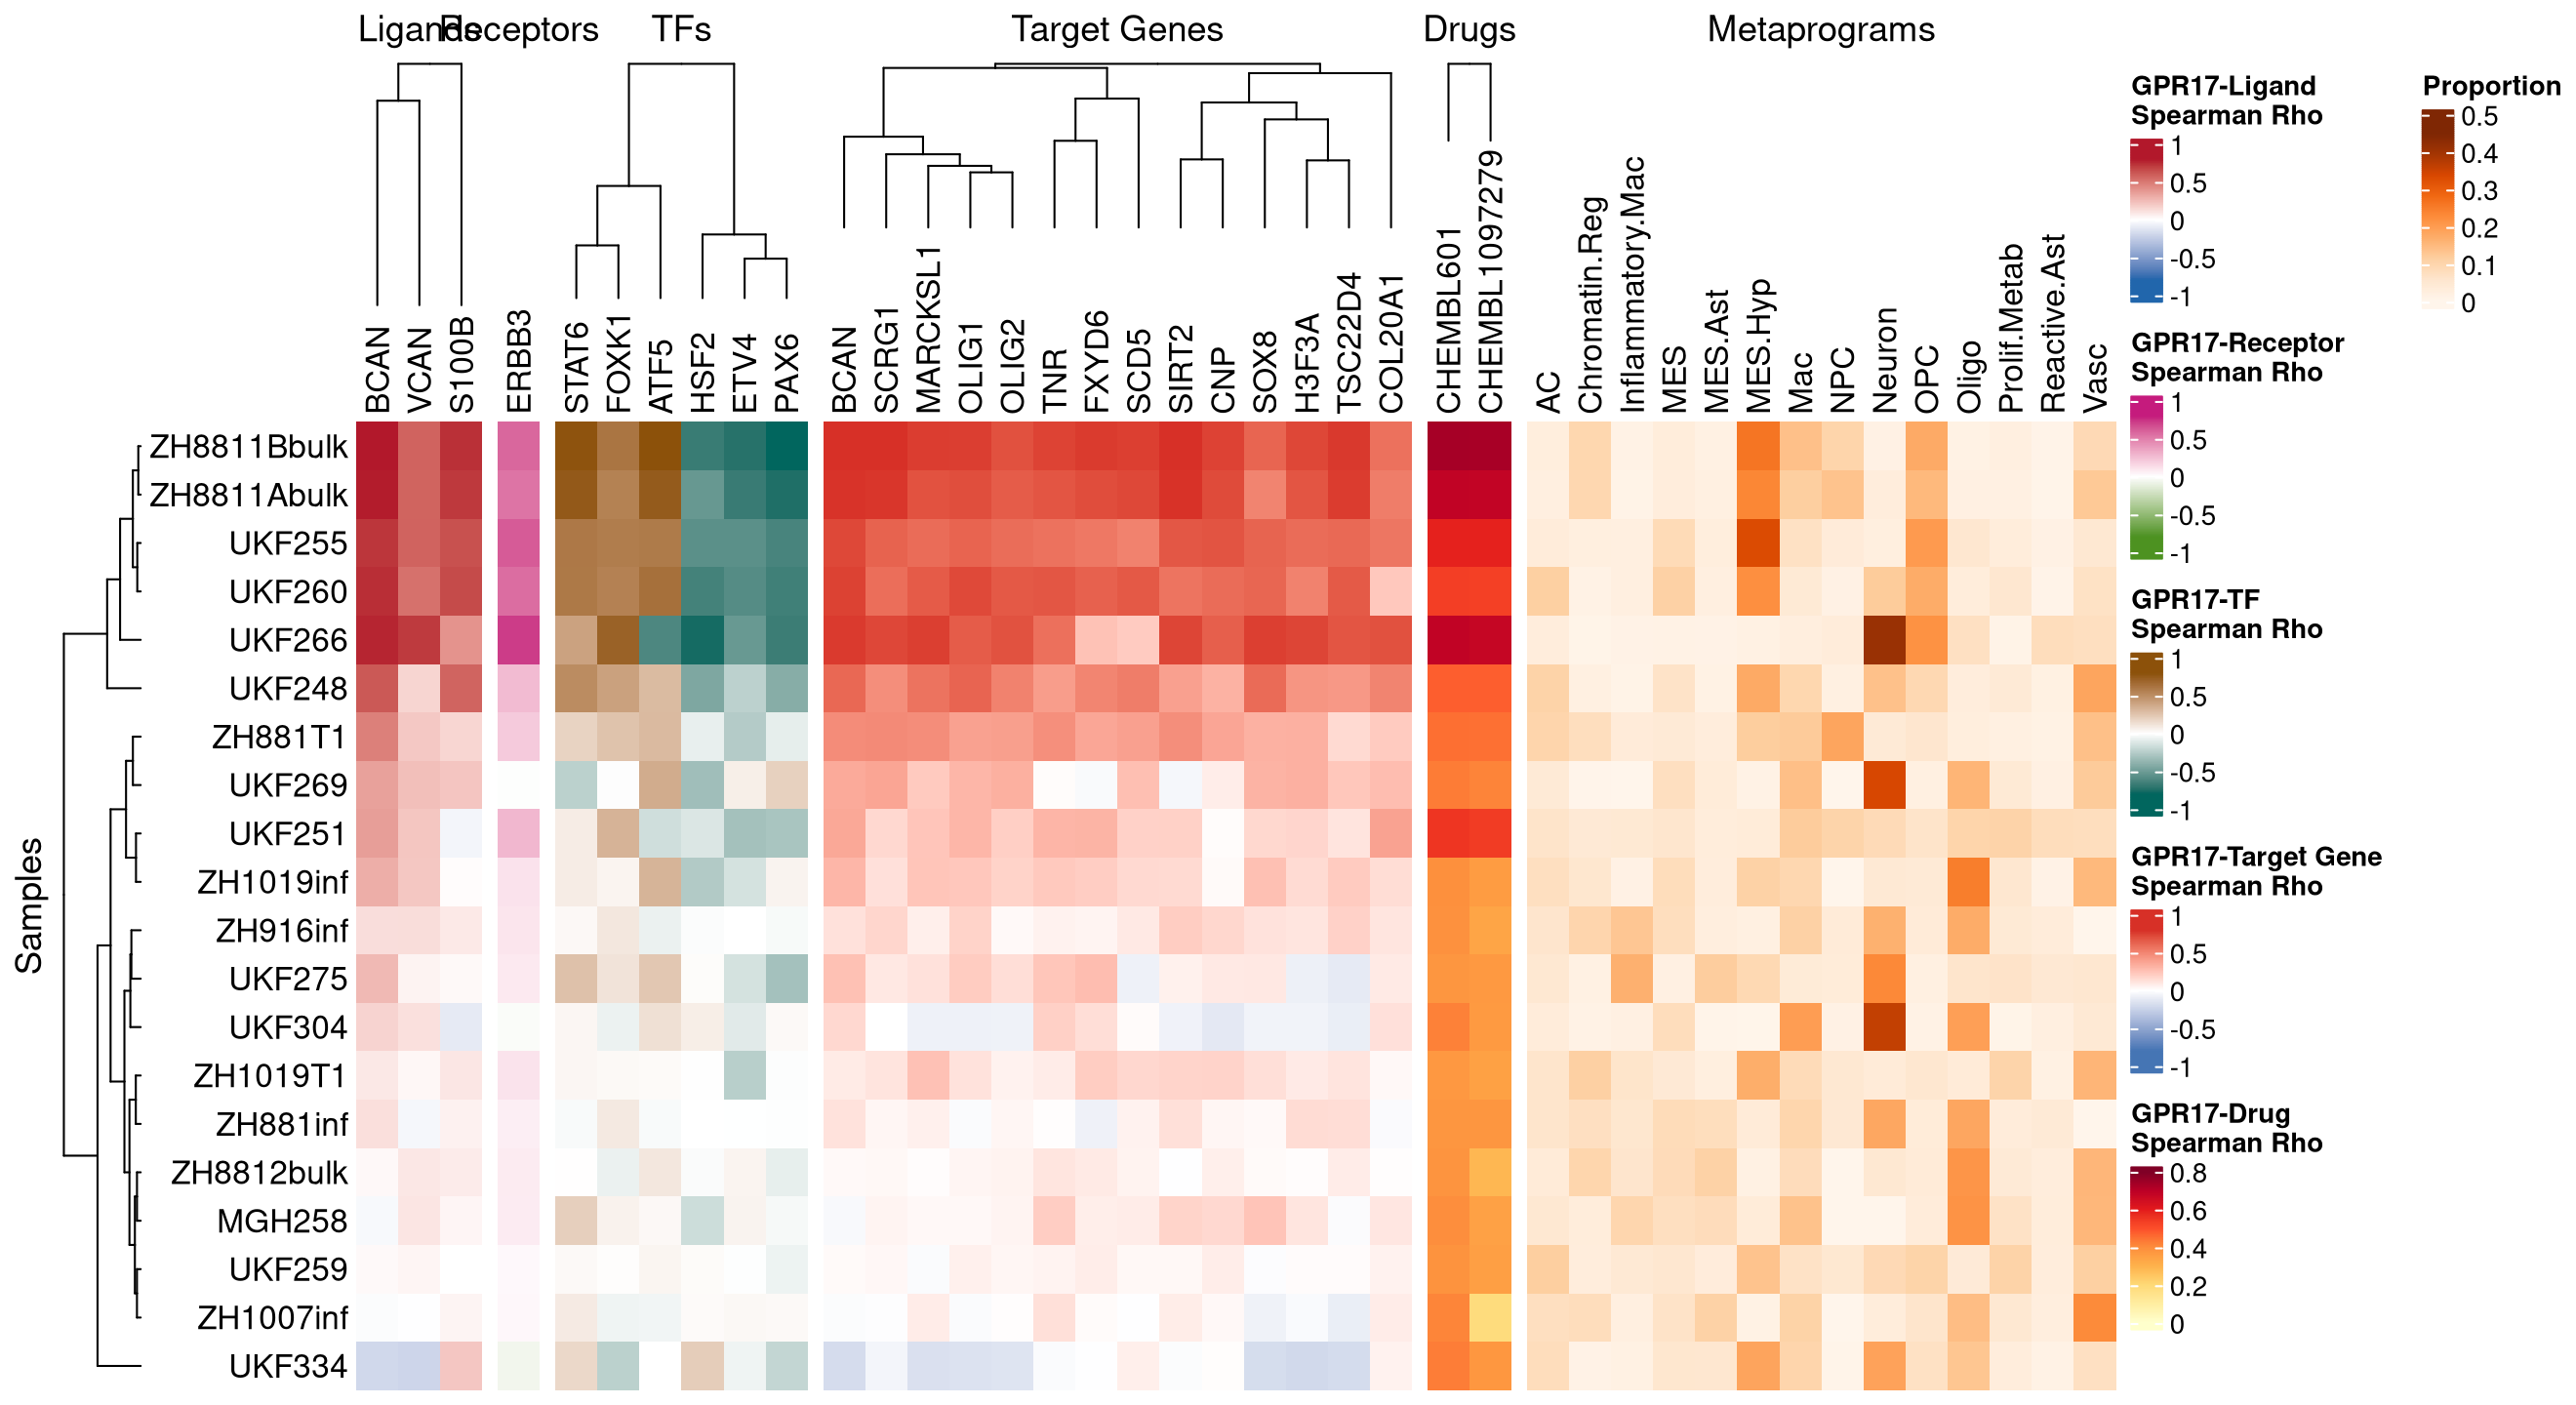 Ligands
Receptors
TFs
Target Genes
Drugs
Metaprograms
BCAN
VCAN
S100B
ERBB3
STAT6
FOXK1
ATF5
HSF2
ETV4
PAX6
BCAN
SCRG1
MARCKSL1
OLIG1
OLIG2
TNR
FXYD6
SCD5
SIRT2
CNP
SOX8
H3F3A
TSC22D4
COL20A1
CHEMBL601
CHEMBL1097279
AC
Chromatin.Reg
Inflammatory.Mac
MES
MES.Ast
MES.Hyp
Mac
NPC
Neuron
OPC
Oligo
Prolif.Metab
Reactive.Ast
Vasc
Samples
ZH8811Bbulk
ZH8811Abulk
UKF255
UKF260
UKF266
UKF248
ZH881T1
UKF269
UKF251
ZH1019inf
ZH916inf
UKF275
UKF304
ZH1019T1
ZH881inf
ZH8812bulk
MGH258
UKF259
ZH1007inf
UKF334
GPR17-Ligand
Spearman Rho
1
0.5
0
-0.5
-1
GPR17-Receptor
Spearman Rho
1
0.5
0
-0.5
-1
GPR17-TF
Spearman Rho
1
0.5
0
-0.5
-1
GPR17-Target Gene
Spearman Rho
1
0.5
0
-0.5
-1
GPR17-Drug
Spearman Rho
0.8
0.6
0.4
0.2
0
Proportion
0.5
0.4
0.3
0.2
0.1
0